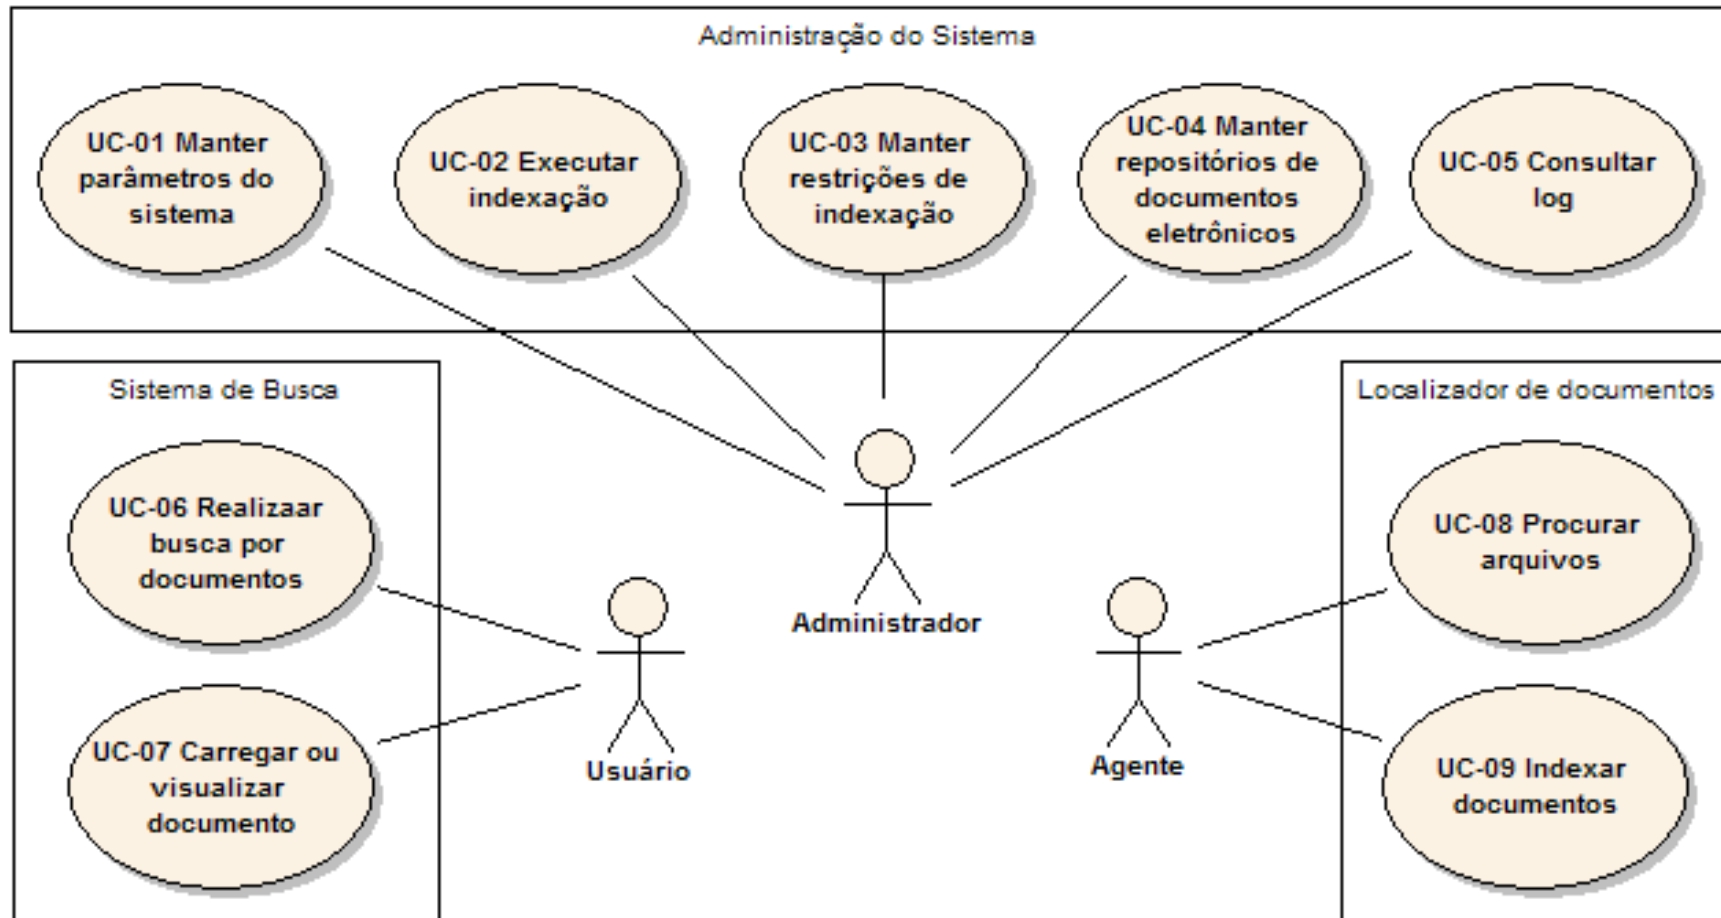 Administração do Sistema
UC-01 Manter
parâmetros do
sistema
UC-02 Executar
indexação
UC-03 Manter
restrições de
indexação
UC-04 Manter
repositórios de
documentos
eletrônicos
UC-05 Consultar
log
Sistema de Busca
UC-06 Realizaar
busca por
documentos
UC-07 Carregar ou
visualizar
documento
Usuário
Administrador
Agente
Localizador de documentos
UC-08 Procurar
arquivos
UC-09 Indexar
documentos